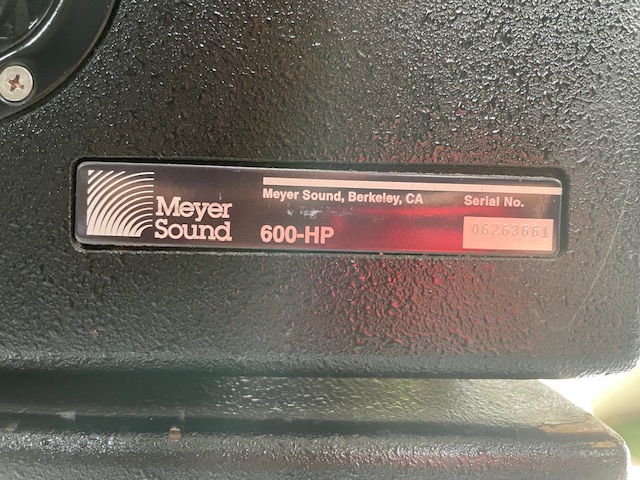 Meyer
Sound
600-HP
Meyer Sound, Berkeley, CA
Serial No.
06263661